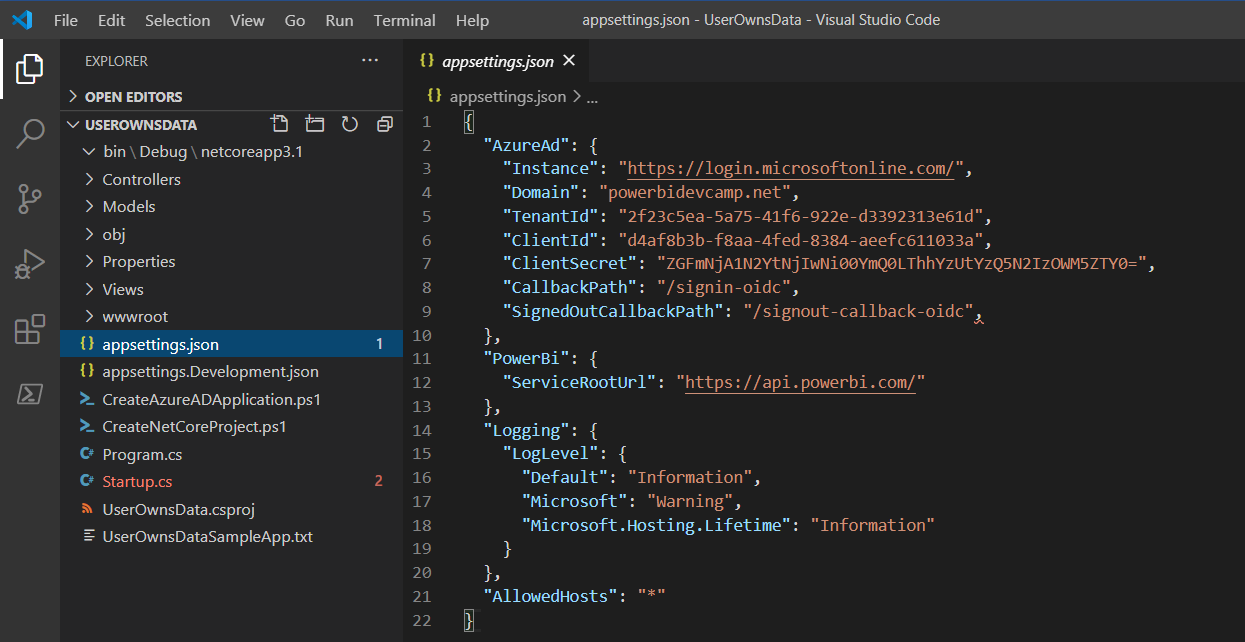 File Edit Selection View Go Run Terminal Help appsettings.json - UserOwnsData - Visual Studio Code
EXPLORER ...
OPEN EDITORS
USEROWNSDATA
bin \ Debug \ netcoreapp3.1
Controllers
Models
obj
Properties
Views
wwwroot
{} appsettings.json 1
{} appsettings.Development.json
CreateAzureADApplication.ps1
CreateNetCoreProject.ps1
C# Program.cs
C# Startup.cs 2
UserOwnsData.csproj
UserOwnsDataSampleApp.txt
{} appsettings.json ×
{} appsettings.json > ...
1 {
2 "AzureAd": {
3 "Instance": "https://login.microsoftonline.com/",
4 "Domain": "powerbidevcamp.net",
5 "TenantId": "2f23c5ea-5a75-41f6-922e-d3392313e61d",
6 "ClientId": "d4af8b3b-f8aa-4fed-8384-aeefc611033a",
7 "ClientSecret": "ZGFmNjA1N2YtNjIwNi00YmQ0LThhYzUtYzQ5N2IzOWM5ZTY0=",
8 "CallbackPath": "/signin-oidc",
9 "SignedOutCallbackPath": "/signout-callback-oidc",
10 },
11 "PowerBi": {
12 "ServiceRootUrl": "https://api.powerbi.com/"
13 },
14 "Logging": {
15 "LogLevel": {
16 "Default": "Information",
17 "Microsoft": "Warning",
18 "Microsoft.Hosting.Lifetime": "Information"
19 }
20 },
21 "AllowedHosts": "*"
22 }